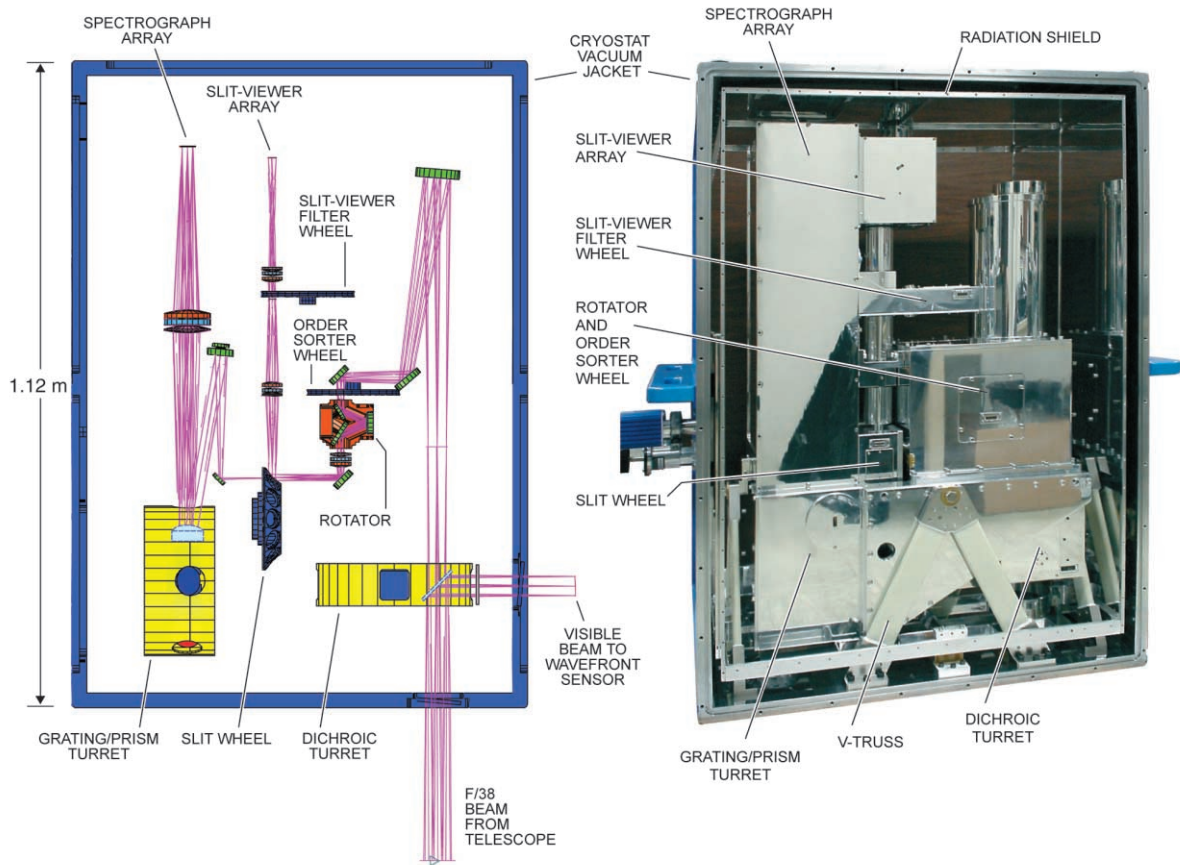 SPECTROGRAPH
ARRAY
SLIT-VIEWER
ARRAY
CRYOSTAT
VACUUM
JACKET
SLIT-VIEWER
FILTER
WHEEL
ORDER
SORTER
WHEEL
1.12 m
ROTATOR
VISIBLE
BEAM TO
WAVEFRONT
SENSOR
GRATING/PRISM
TURRET
SLIT WHEEL
DICHROIC
TURRET
F/38
BEAM
FROM
TELESCOPE
SPECTROGRAPH
ARRAY
RADIATION SHIELD
SLIT-VIEWER
ARRAY
SLIT-VIEWER
FILTER
WHEEL
ROTATOR
AND
ORDER
SORTER
WHEEL
SLIT WHEEL
GRATING/PRISM
TURRET
V-TRUSS
DICHROIC
TURRET